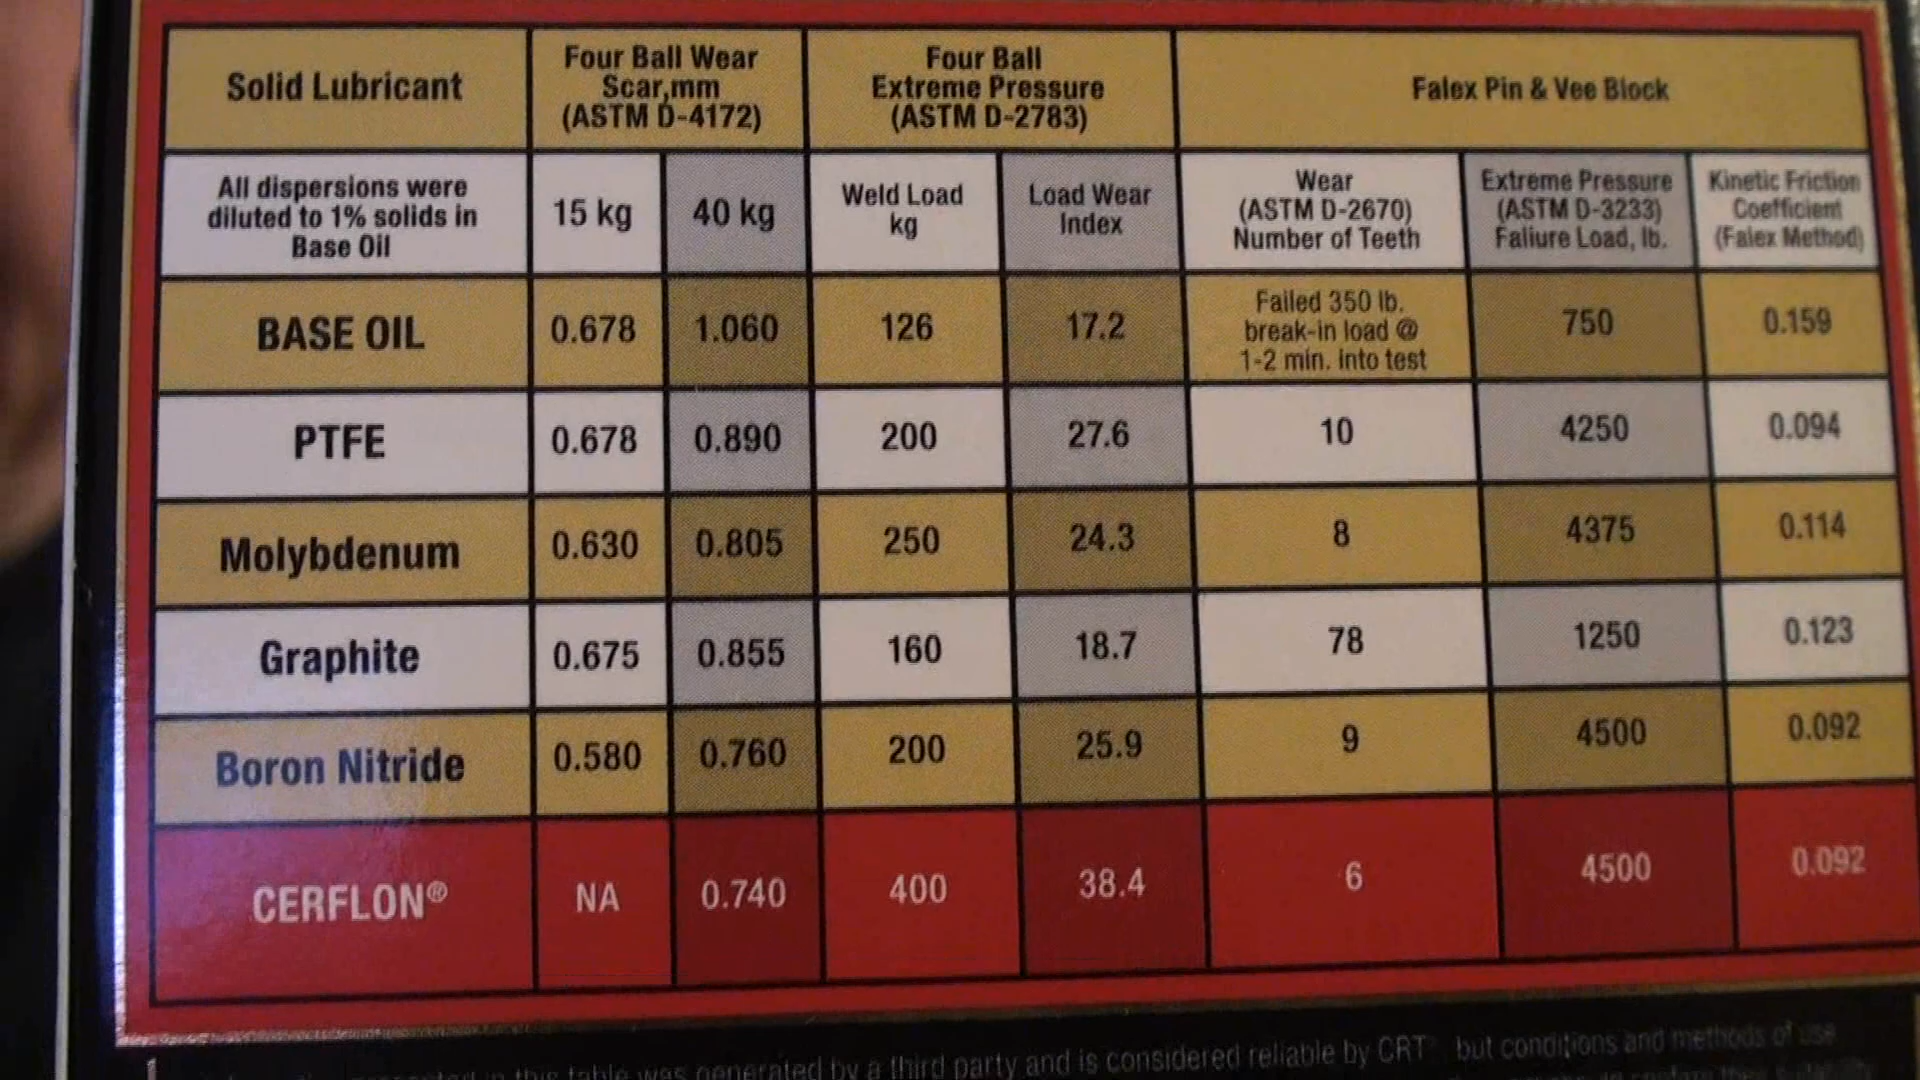 Solid Lubricant
Four Ball Wear
Scar,mm
(ASTM D-4172)
Four Ball
Extreme Pressure
(ASTM D-2783)
Falex Pin & Vee Block
All dispersions were
diluted to 1% solids in
Base Oil
15 kg
40 kg
Weld Load
kg
Load Wear
Index
Wear
(ASTM D-2670)
Number of Teeth
Extreme Pressure
(ASTM D-3233)
Faliure Load, lb.
Kinetic Friction
Coefficient
(Falex Method)
BASE OIL
0.678
1.060
126
17.2
Failed 350 lb.
break-in load @
1-2 min. into test
750
0.159
PTFE
0.678
0.890
200
27.6
10
4250
0.094
Molybdenum
0.630
0.805
250
24.3
8
4375
0.114
Graphite
0.675
0.855
160
18.7
78
1250
0.123
Boron Nitride
0.580
0.760
200
25.9
9
4500
0.092
CERFLON®
NA
0.740
400
38.4
6
4500
0.092
in this table was generated by a third party and is considered reliable by CRT but conditions and methods of use